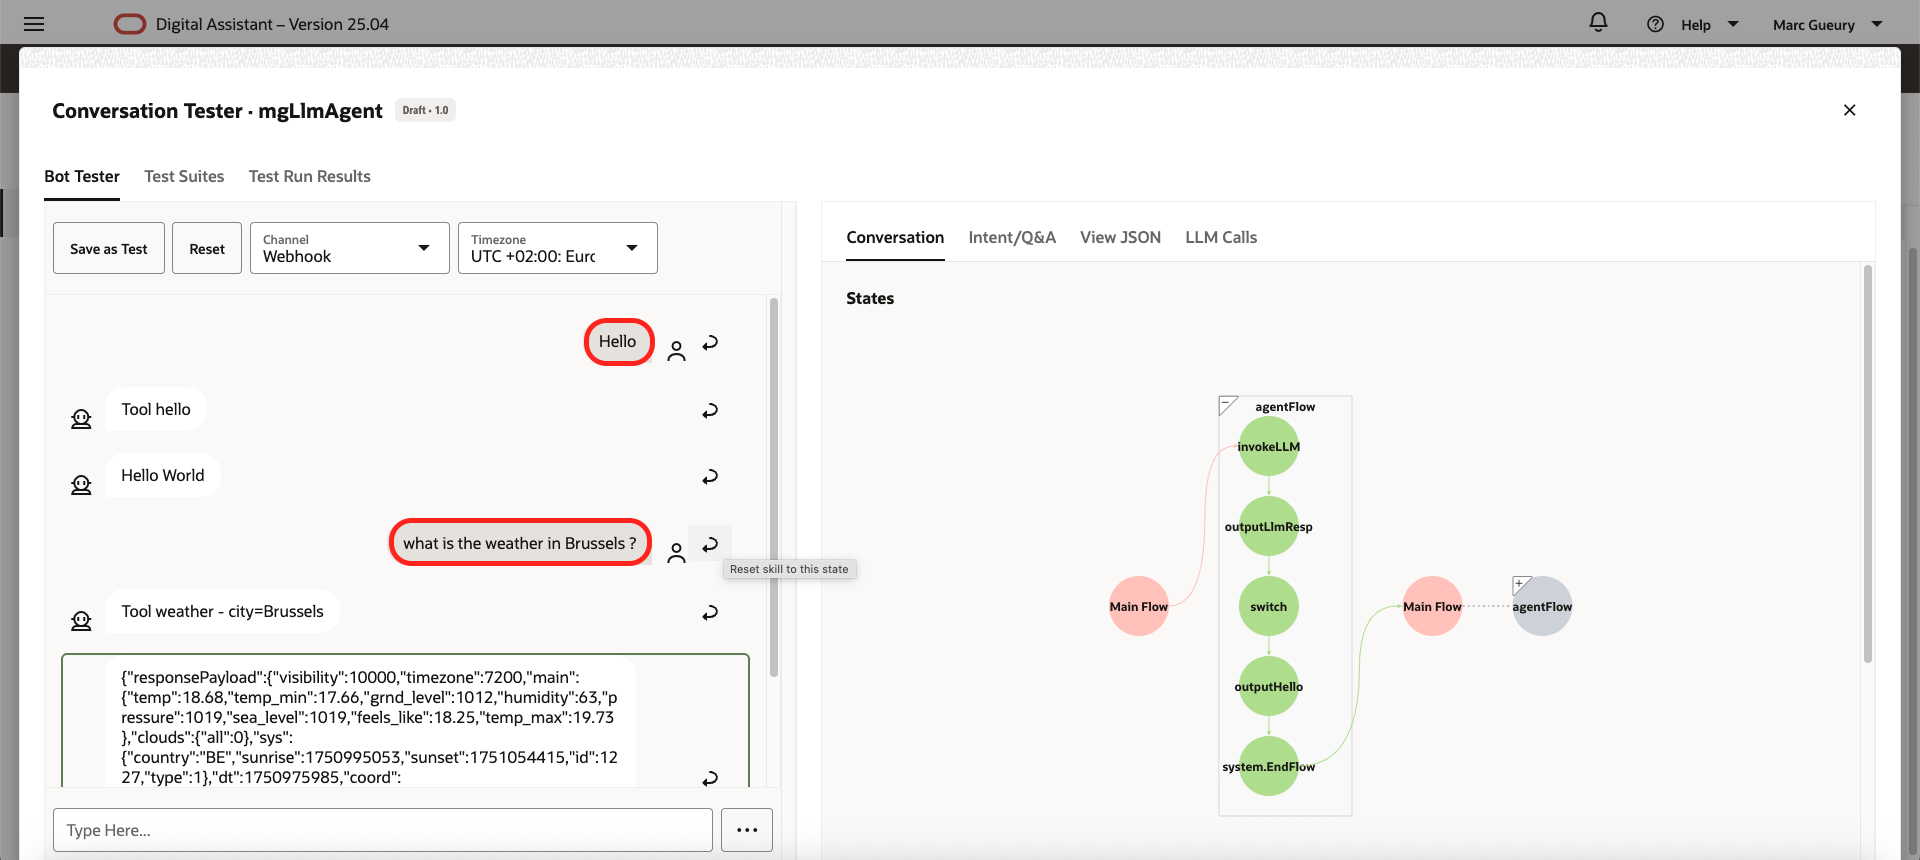 Digital Assistant – Version 25.04
Help
Marc Gueury
Conversation Tester · mgLlmAgent
Draft • 1.0
Bot Tester
Test Suites
Test Run Results
Save as Test
Reset
Channel
Webhook
Timezone
UTC +02:00: Eurc
Hello
Tool hello
Hello World
what is the weather in Brussels ?
Reset skill to this state
Tool weather - city=Brussels
{"responsePayload":{"visibility":10000,"timezone":7200,"main":
{"temp":18.68,"temp_min":17.66,"grnd_level":1012,"humidity":63,"p
ressure":1019,"sea_level":1019,"feels_like":18.25,"temp_max":19.73
},"clouds":{"all":0},"sys":
{"country":"BE","sunrise":1750995053,"sunset":1751054415,"id":12
27,"type":1},"dt":1750975985,"coord":
Type Here...
Conversation
Intent/Q&A
View JSON
LLM Calls
States
agentFlow
invokeLLM
outputLlmResp
switch
outputHello
system.EndFlow
Main Flow
Main Flow
agentFlow